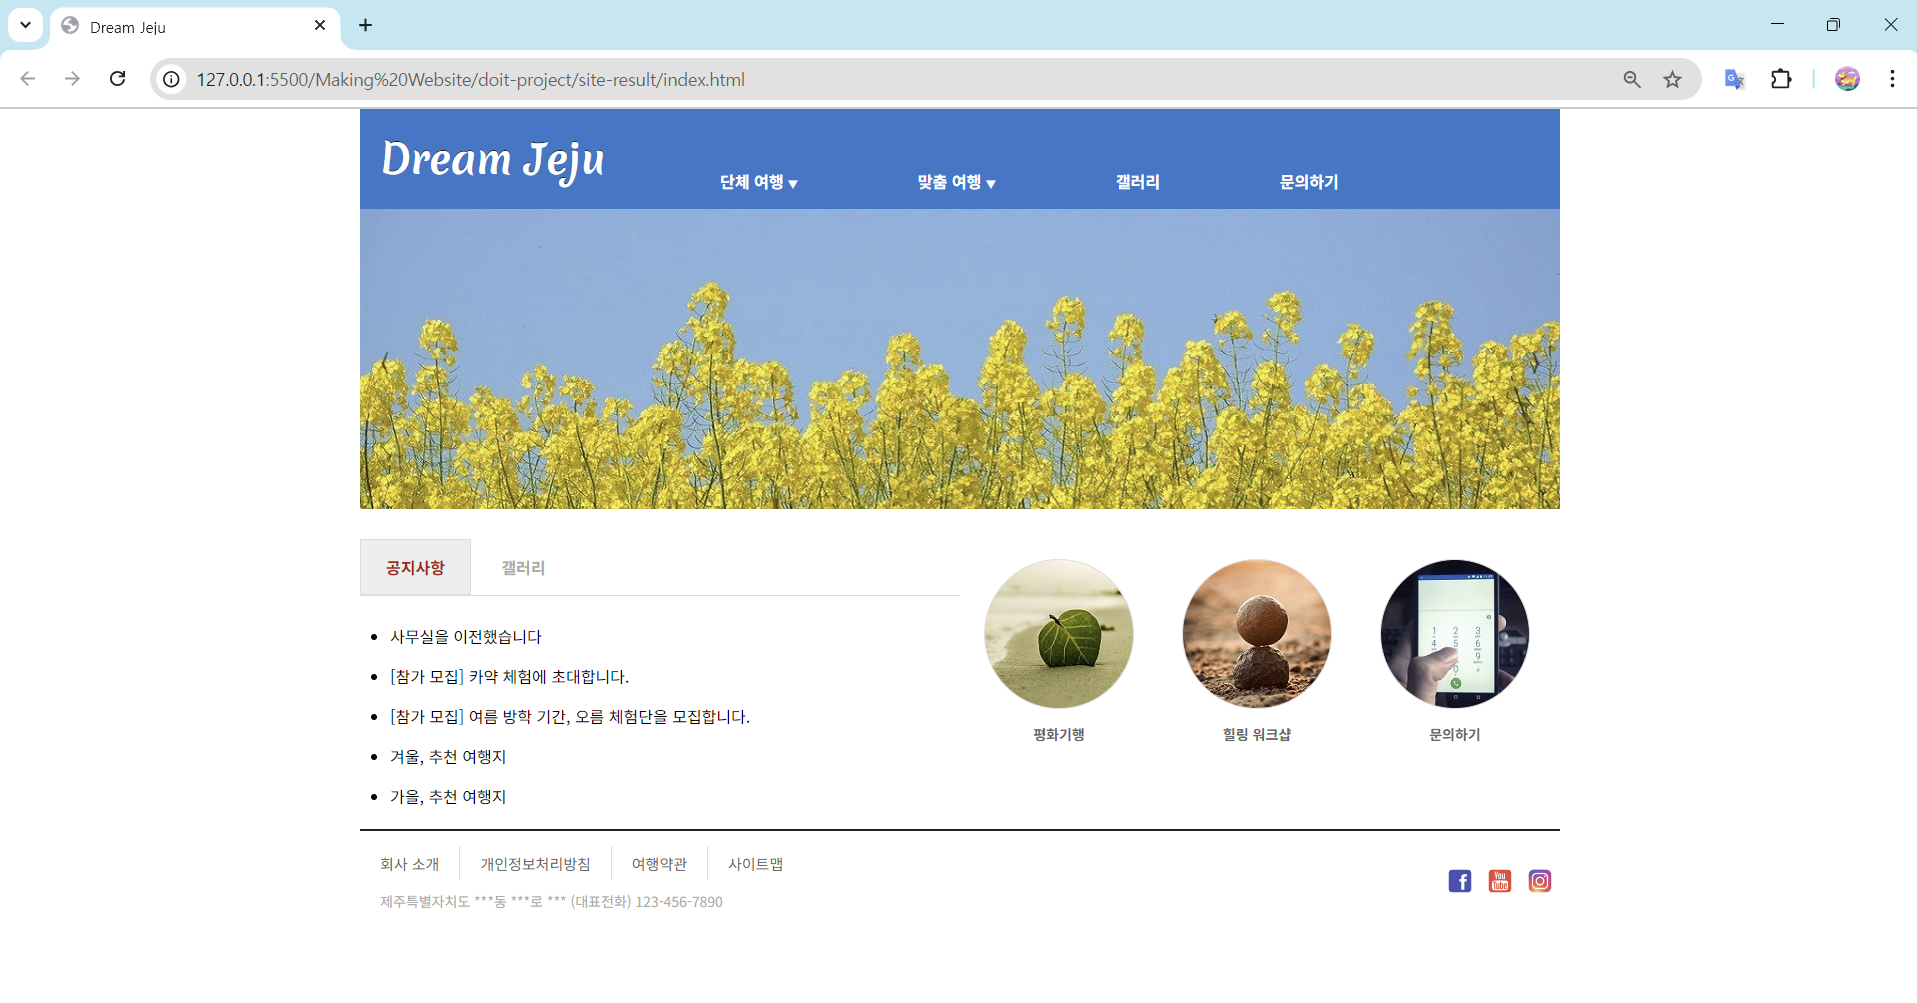 Dream Jeju
127.0.0.1:5500/Making%20Website/doit-project/site-result/index.html
Dream Jeju
단체 여행 ▼ 맞춤 여행 ▼ 갤러리 문의하기
공지사항 갤러리
사무실을 이전했습니다
[참가 모집] 카약 체험에 초대합니다.
[참가 모집] 여름 방학 기간, 오름 체험단을 모집합니다.
겨울, 추천 여행지
가을, 추천 여행지
평화기행 힐링 워크샵 문의하기
회사 소개 개인정보처리방침 여행약관 사이트맵
제주특별자치도 ***동 ***로 *** (대표전화) 123-456-7890
You Tube